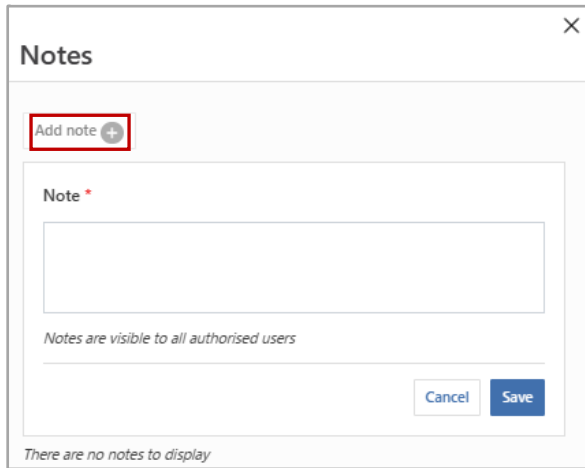 Notes
Add note
Note *
Notes are visible to all authorised users
Cancel Save
There are no notes to display